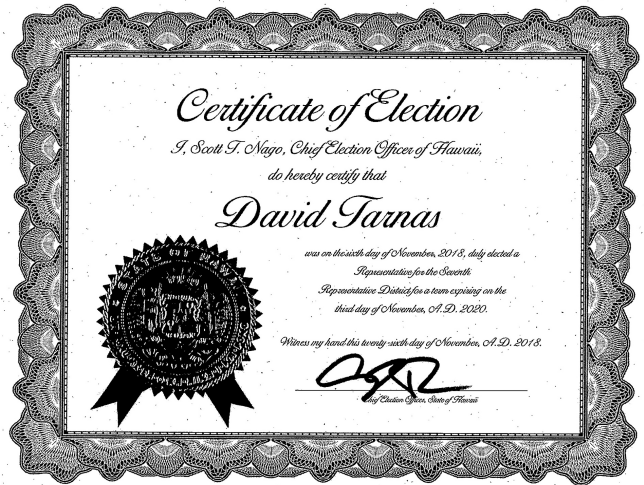 Certificate of Election
I, Scott T. Nago, Chief Election Officer of Hawaii,
do hereby certify that
David Tarnas
was on the sixth day of November, 2018, duly elected a
Representative for the Seventh
Representative District for a term expiring on the
third day of November, A.D. 2020.
Witness my hand this twenty-sixth day of November, A.D. 2018.
Chief Election Officer, State of Hawaii
STATE OF HAWAII